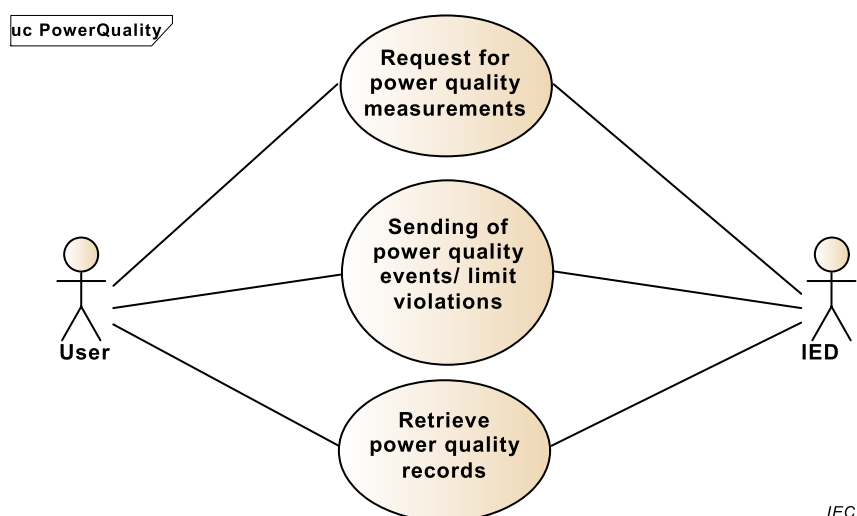 uc PowerQuality
Request for
power quality
measurements
Sending of
power quality
events/ limit
violations
User
IED
Retrieve
power quality
records
IEC